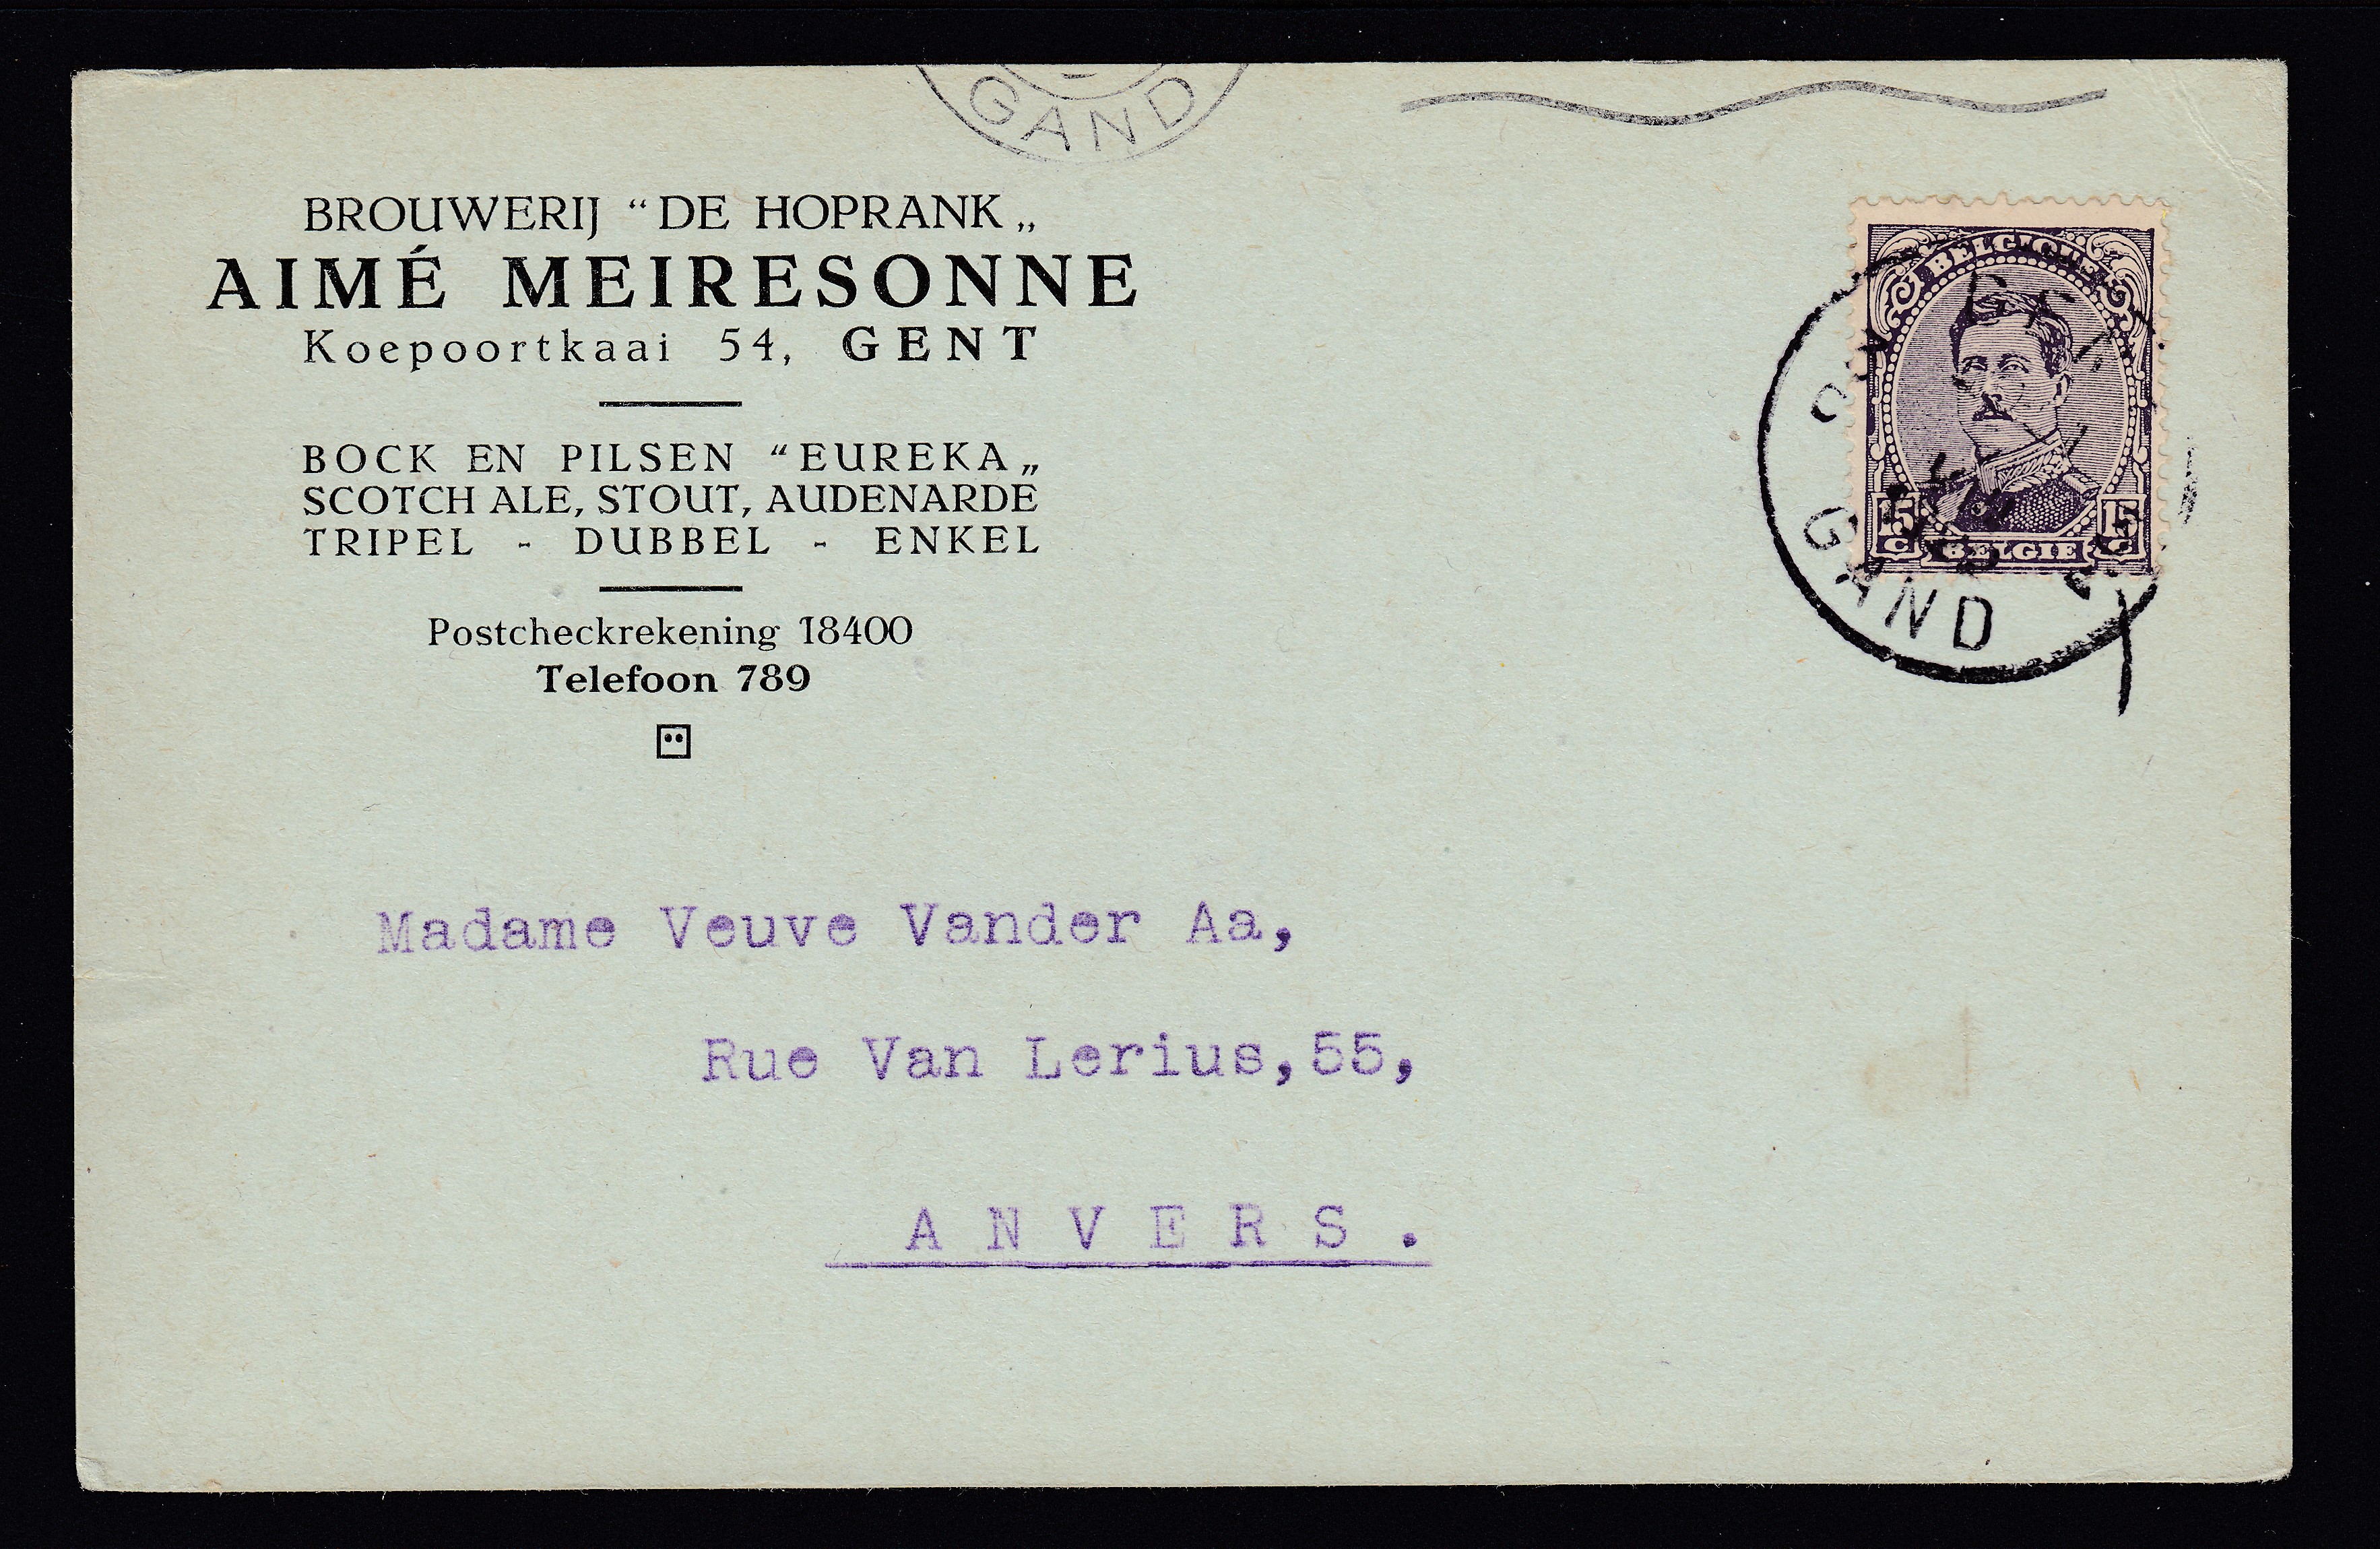 GAND
BROUWERIJ “DE HOPRANK„
AIMÉ MEIRESONNE
Koepoortkaai 54, GENT
BOCK EN PILSEN “EUREKA„
SCOTCH ALE, STOUT, AUDENARDE
TRIPEL - DUBBEL - ENKEL
Postcheckrekening 18400
Telefoon 789
BELGIQUE
15 C BELGIË 15 C
GAND
Madame Veuve Vander Aa,
Rue Van Lerius,55,
ANVERS.